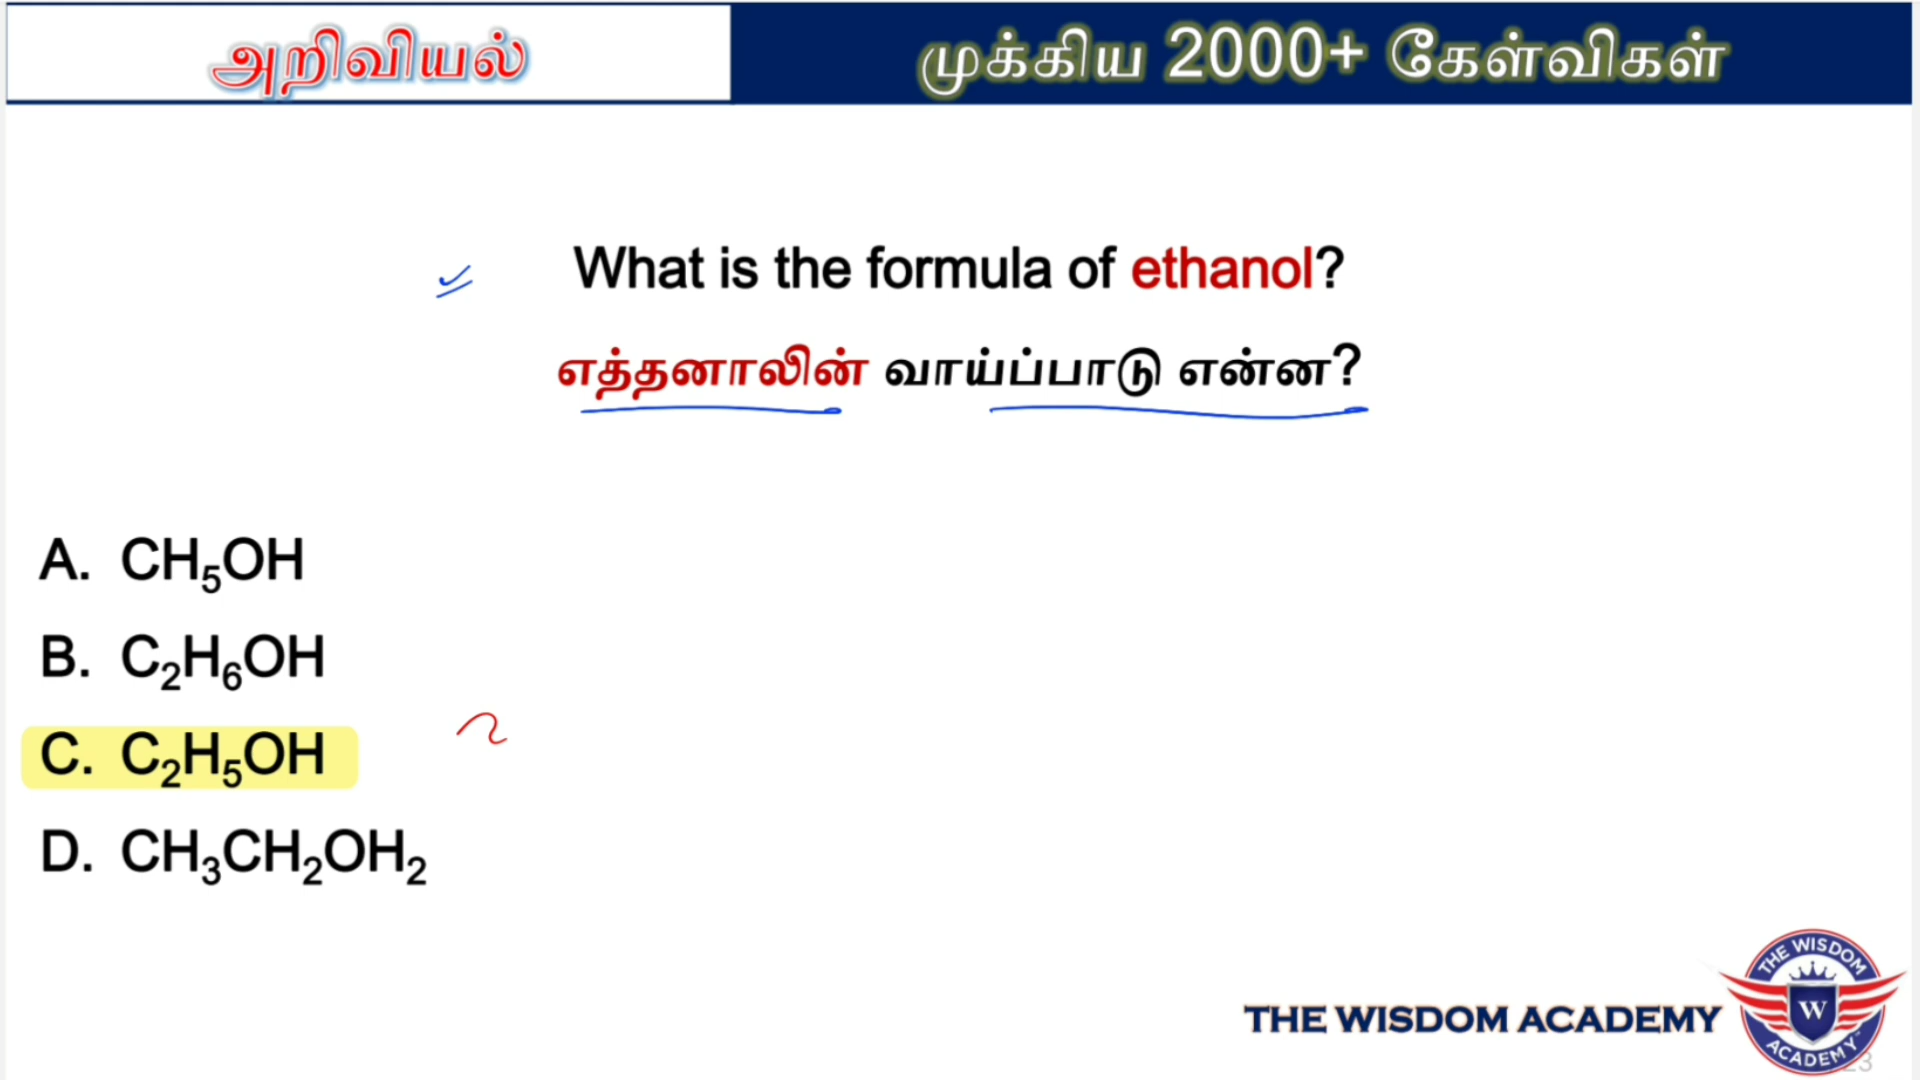 அறிவியல்
முக்கிய 2000+ கேள்விகள்
What is the formula of ethanol?
எத்தனாலின் வாய்ப்பாடு என்ன?
A. CH₅OH
B. C₂H₆OH
C. C₂H₅OH
D. CH₃CH₂OH₂
THE WISDOM ACADEMY
THE WISDOM
W
ACADEMY